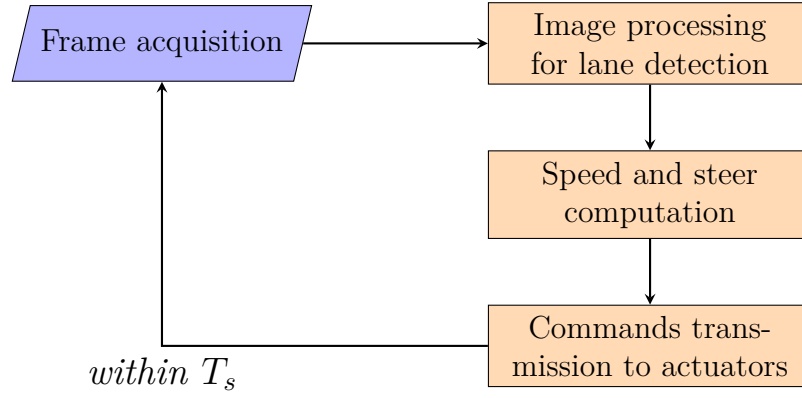 Frame acquisition
Image processing
for lane detection
Speed and steer
computation
Commands trans-
mission to actuators
within T_s